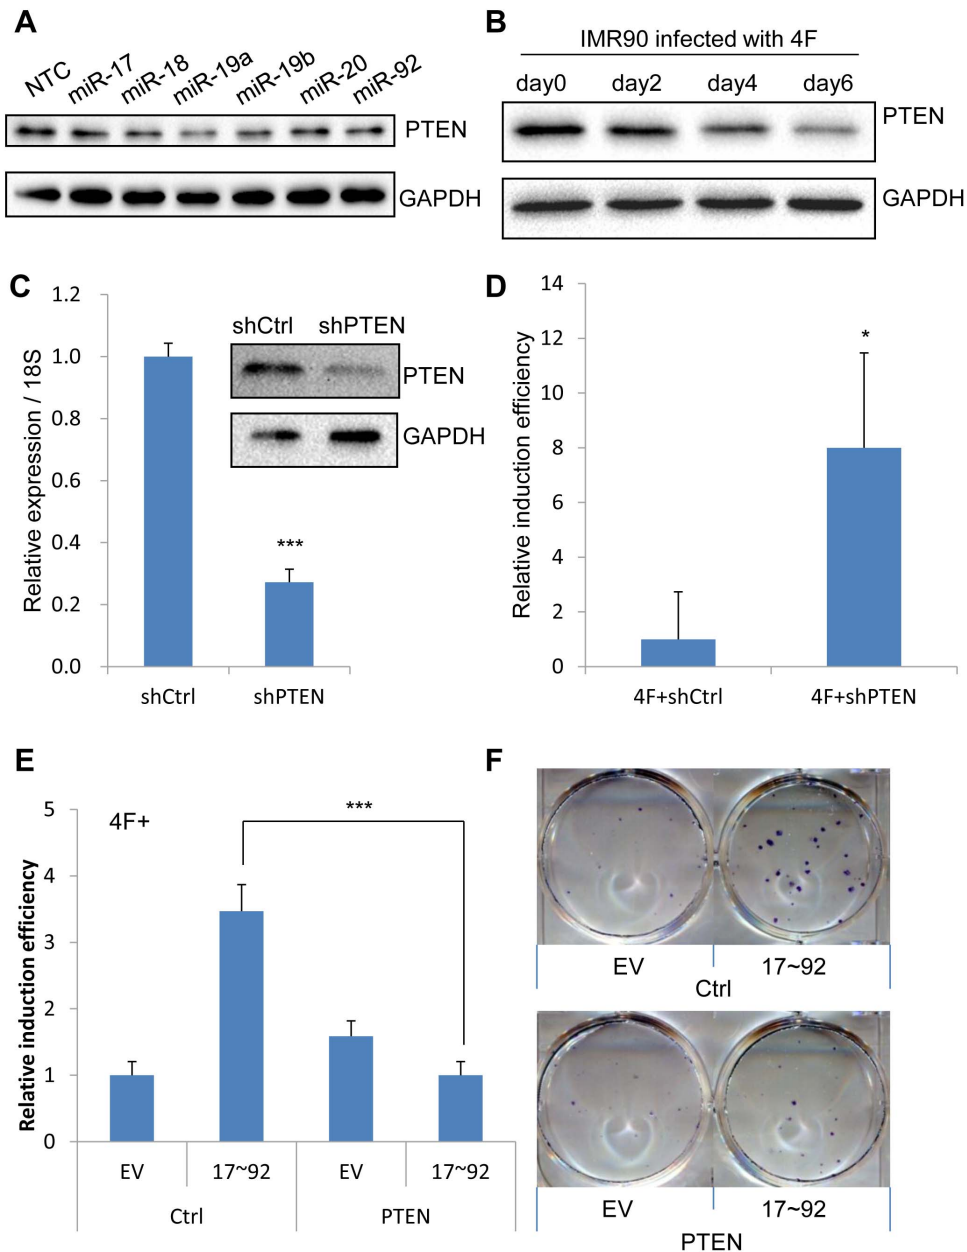 A
NTC miR-17 miR-18 miR-19a miR-19b miR-20 miR-92
PTEN
GAPDH
B
IMR90 infected with 4F
day0 day2 day4 day6
PTEN
GAPDH
C
Relative expression / 18S
1.2
1.0
0.8
0.6
0.4
0.2
0.0
shCtrl shPTEN
PTEN
GAPDH
***
shCtrl shPTEN
D
Relative induction efficiency
14
12
10
8
6
4
2
0
*
4F+shCtrl 4F+shPTEN
E
Relative induction efficiency
5
4
3
2
1
0
4F+
***
EV 17~92 EV 17~92
Ctrl PTEN
F
EV 17~92
Ctrl
EV 17~92
PTEN